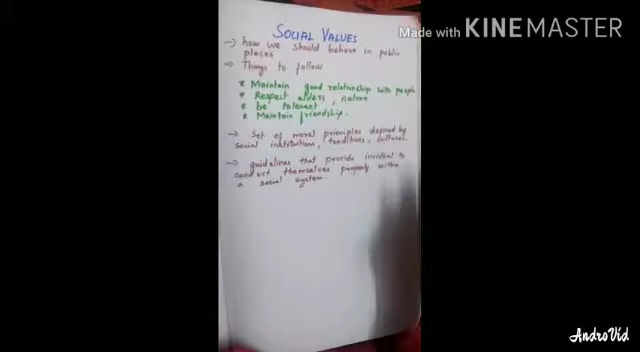 Made with KINEMASTER
SOCIAL VALUES
→ how we should behave in public
places
→ Things to follow
* Maintain good relationship with people
* Respect elders, nature
* be tolerant
* Maintain friendship.
→ Set of moral principles defined by
social institutions, traditions, cultures.
→ guidelines that provide to
conduct themselves properly within
a social system.
AndroVid